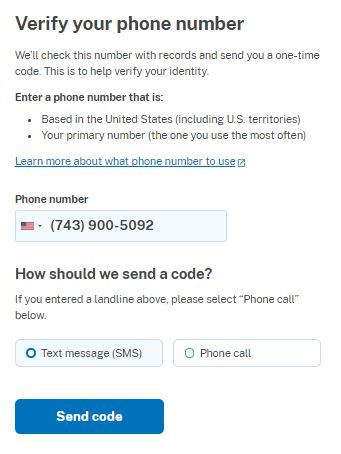 Verify your phone number
We'll check this number with records and send you a one-time
code. This is to help verify your identity.
Enter a phone number that is:
• Based in the United States (including U.S. territories)
• Your primary number (the one you use the most often)
Learn more about what phone number to use
Phone number
(743) 900-5092
How should we send a code?
If you entered a landline above, please select “Phone call”
below.
Text message (SMS)
Phone call
Send code